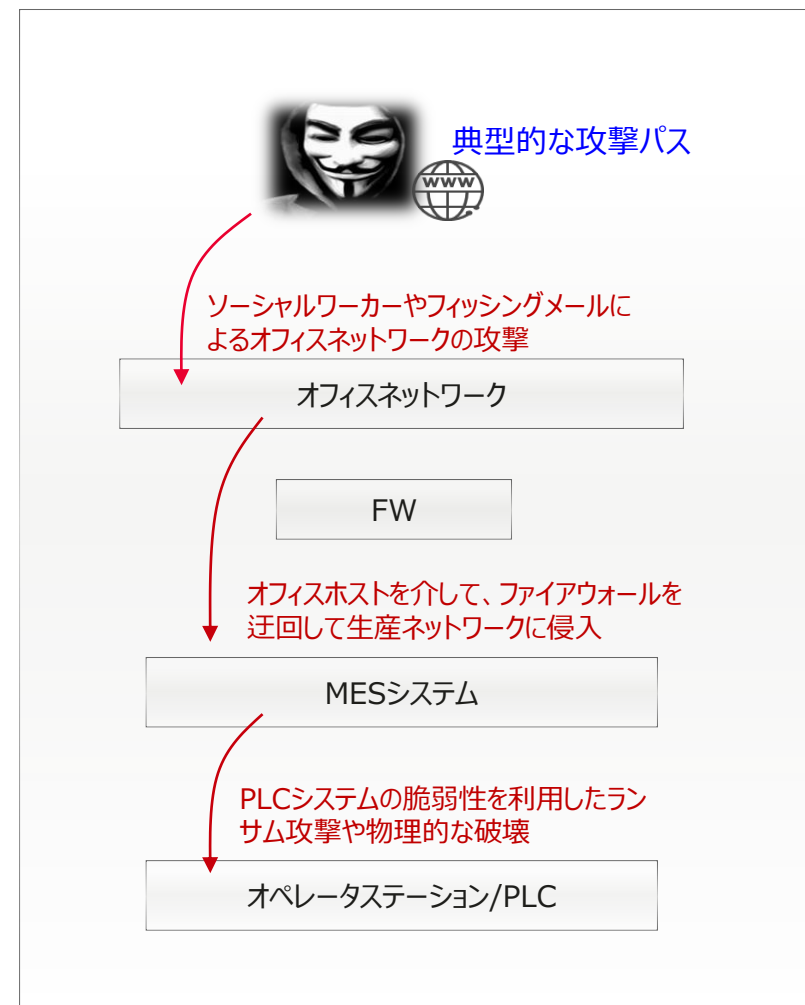 典型的な攻撃パス
WWW
ソーシャルワーカーやフィッシングメールに
よるオフィスネットワークの攻撃
オフィスネットワーク
FW
オフィスホストを介して、ファイアウォールを
迂回して生産ネットワークに侵入
MESシステム
PLCシステムの脆弱性を利用したラン
サム攻撃や物理的な破壊
オペレータステーション/PLC